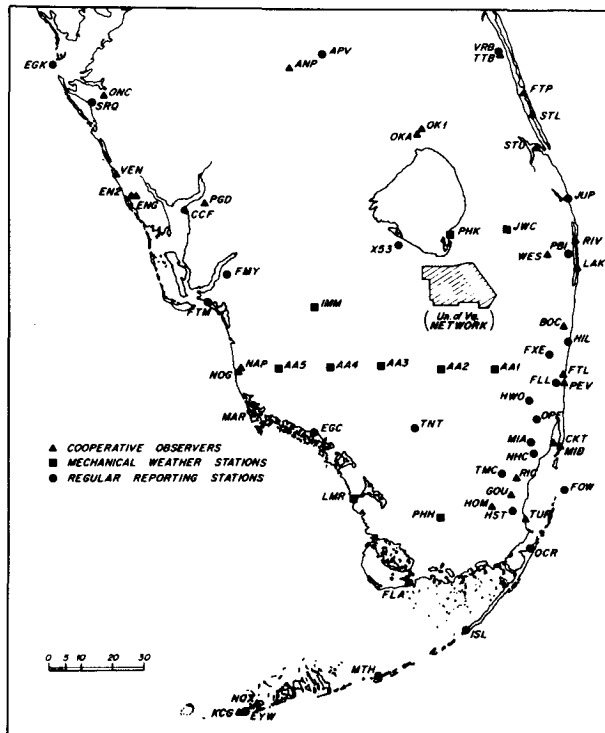 APV
VRB
TTB
EGK
ANP
ONC
SRQ
FTP
STL
OK1
OKA
STU
VEN
EN2
ENG
CCF
PGD
JUP
PHK
JWC
X53
PBI
RIV
WES
LAK
FMY
(Un. of Va. NETWORK)
FTM
IMM
BOC
FXE
HIL
NAP
NOG
AA5
AA4
AA3
AA2
AA1
FTL
FLL
PEV
HWO
MAR
EGC
TNT
OPF
▲ COOPERATIVE OBSERVERS
■ MECHANICAL WEATHER STATIONS
● REGULAR REPORTING STATIONS
MIA
CKT
MIB
NHC
TMC
RIC
LMR
GOU
FOW
HOM
HST
PHH
TUR
OCR
FLA
ISL
0 5 10 20 30
MTH
NQX
KCG
EYW